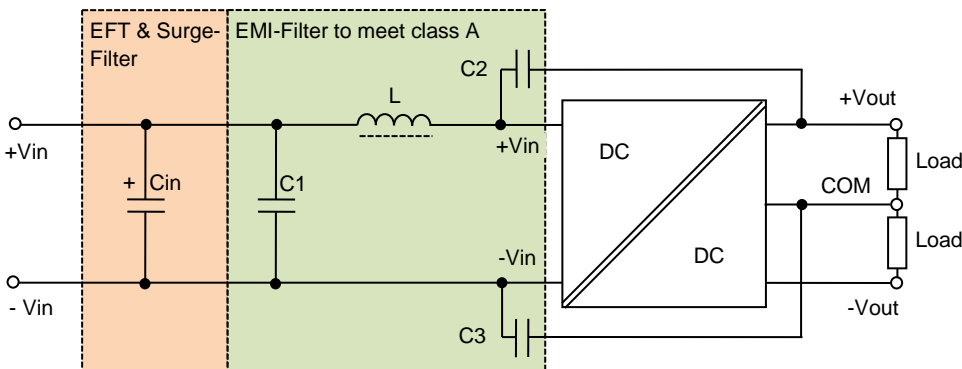 EFT & Surge-
Filter
EMI-Filter to meet class A
C2
L
+Vout
+Vin
+Vin
DC
Load
+ Cin
C1
COM
-Vin
DC
Load
- Vin
-Vout
C3